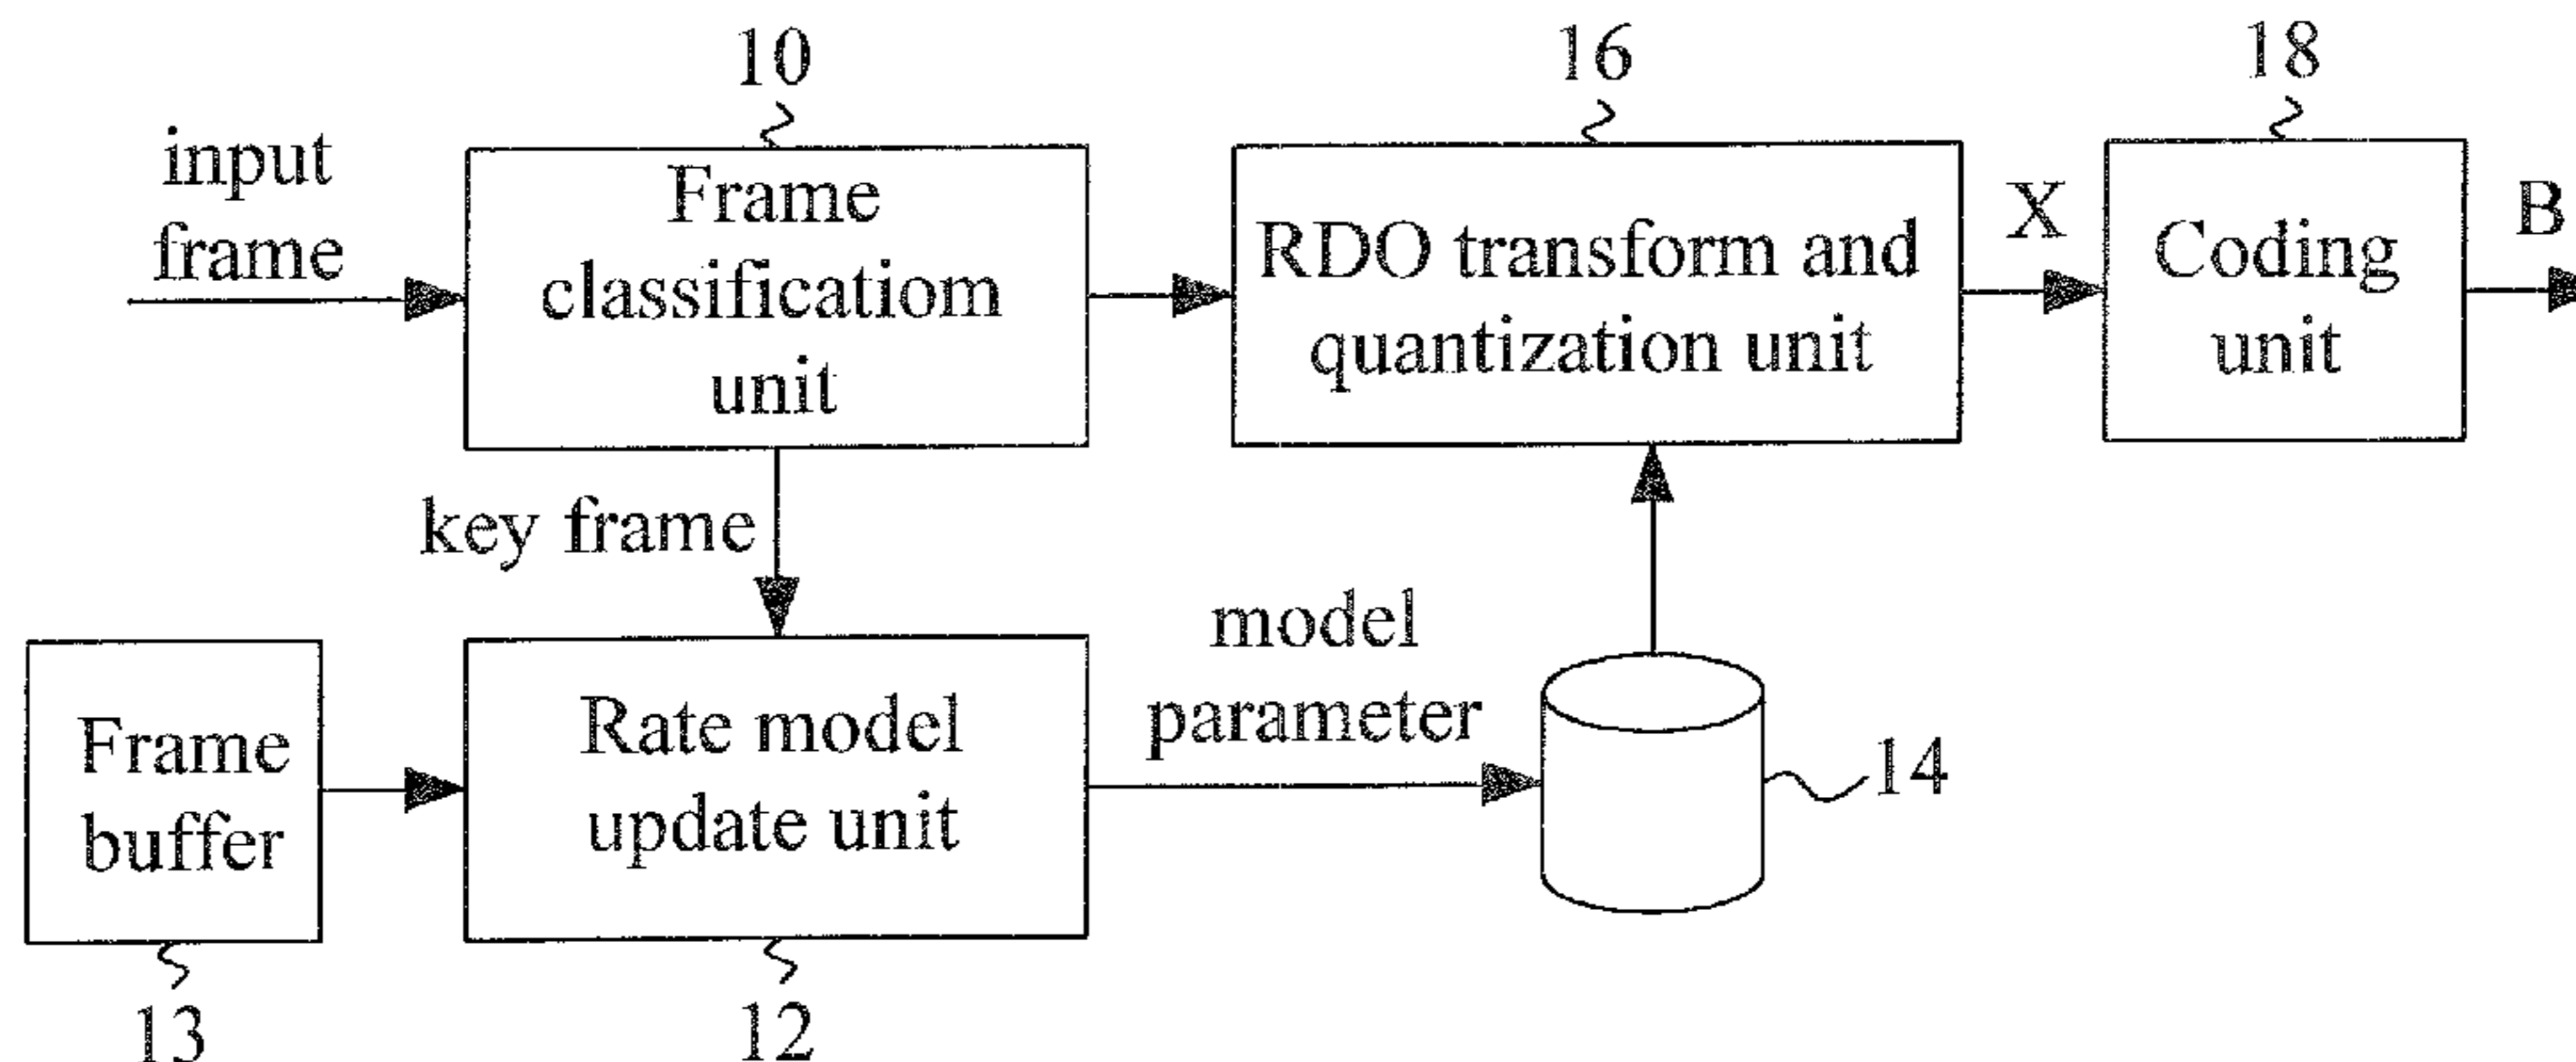 10
16
18
input
frame
Frame
classificatiom
unit
RDO transform and
quantization unit
X
Coding
unit
B
key frame
Frame
buffer
Rate model
update unit
model
parameter
14
13
12